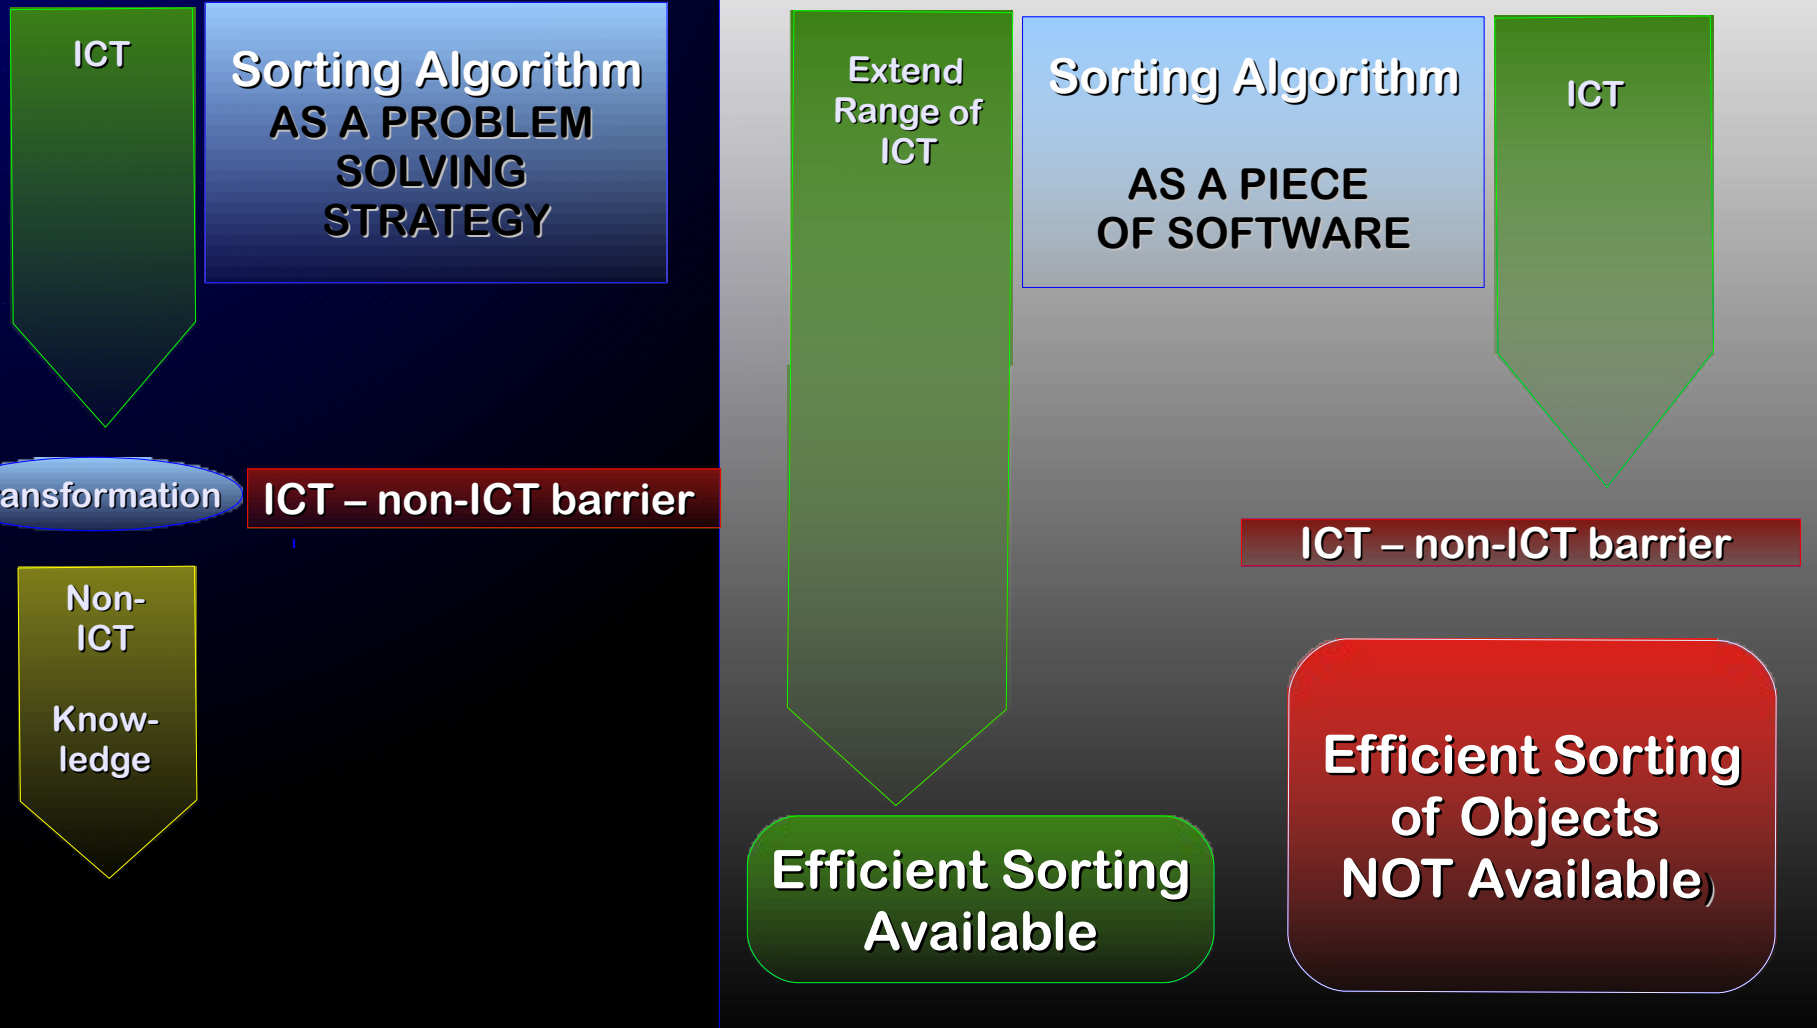 ICT
Sorting Algorithm
AS A PROBLEM
SOLVING
STRATEGY
ansformation
ICT – non-ICT barrier
Non-
ICT
Know-
ledge
Extend
Range of
ICT
Sorting Algorithm
AS A PIECE
OF SOFTWARE
ICT
ICT – non-ICT barrier
Efficient Sorting
Available
Efficient Sorting
of Objects
NOT Available)